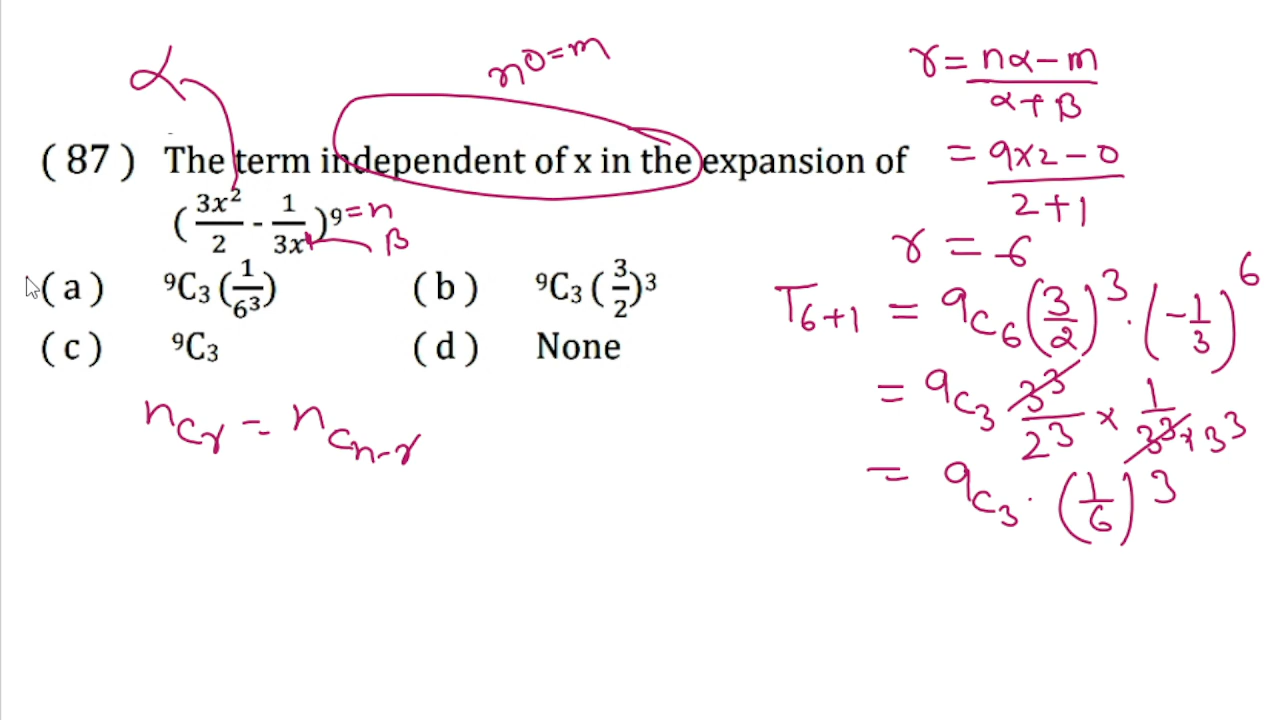 α
x⁰=m
(87) The term independent of x in the expansion of
(3x²/2 - 1/3x)⁹ =n
β
(a) ⁹C₃(1/6³) (b) ⁹C₃(3/2)³
(c) ⁹C₃ (d) None
nCr = nCn-r
r = nα-m / α+β
= 9×2-0 / 2+1
r = 6
T6+1 = 9C6 (3/2)³ · (-1/3)⁶
= 9C3 3³/2³ × 1/3³×3³
= 9C3 · (1/6)³